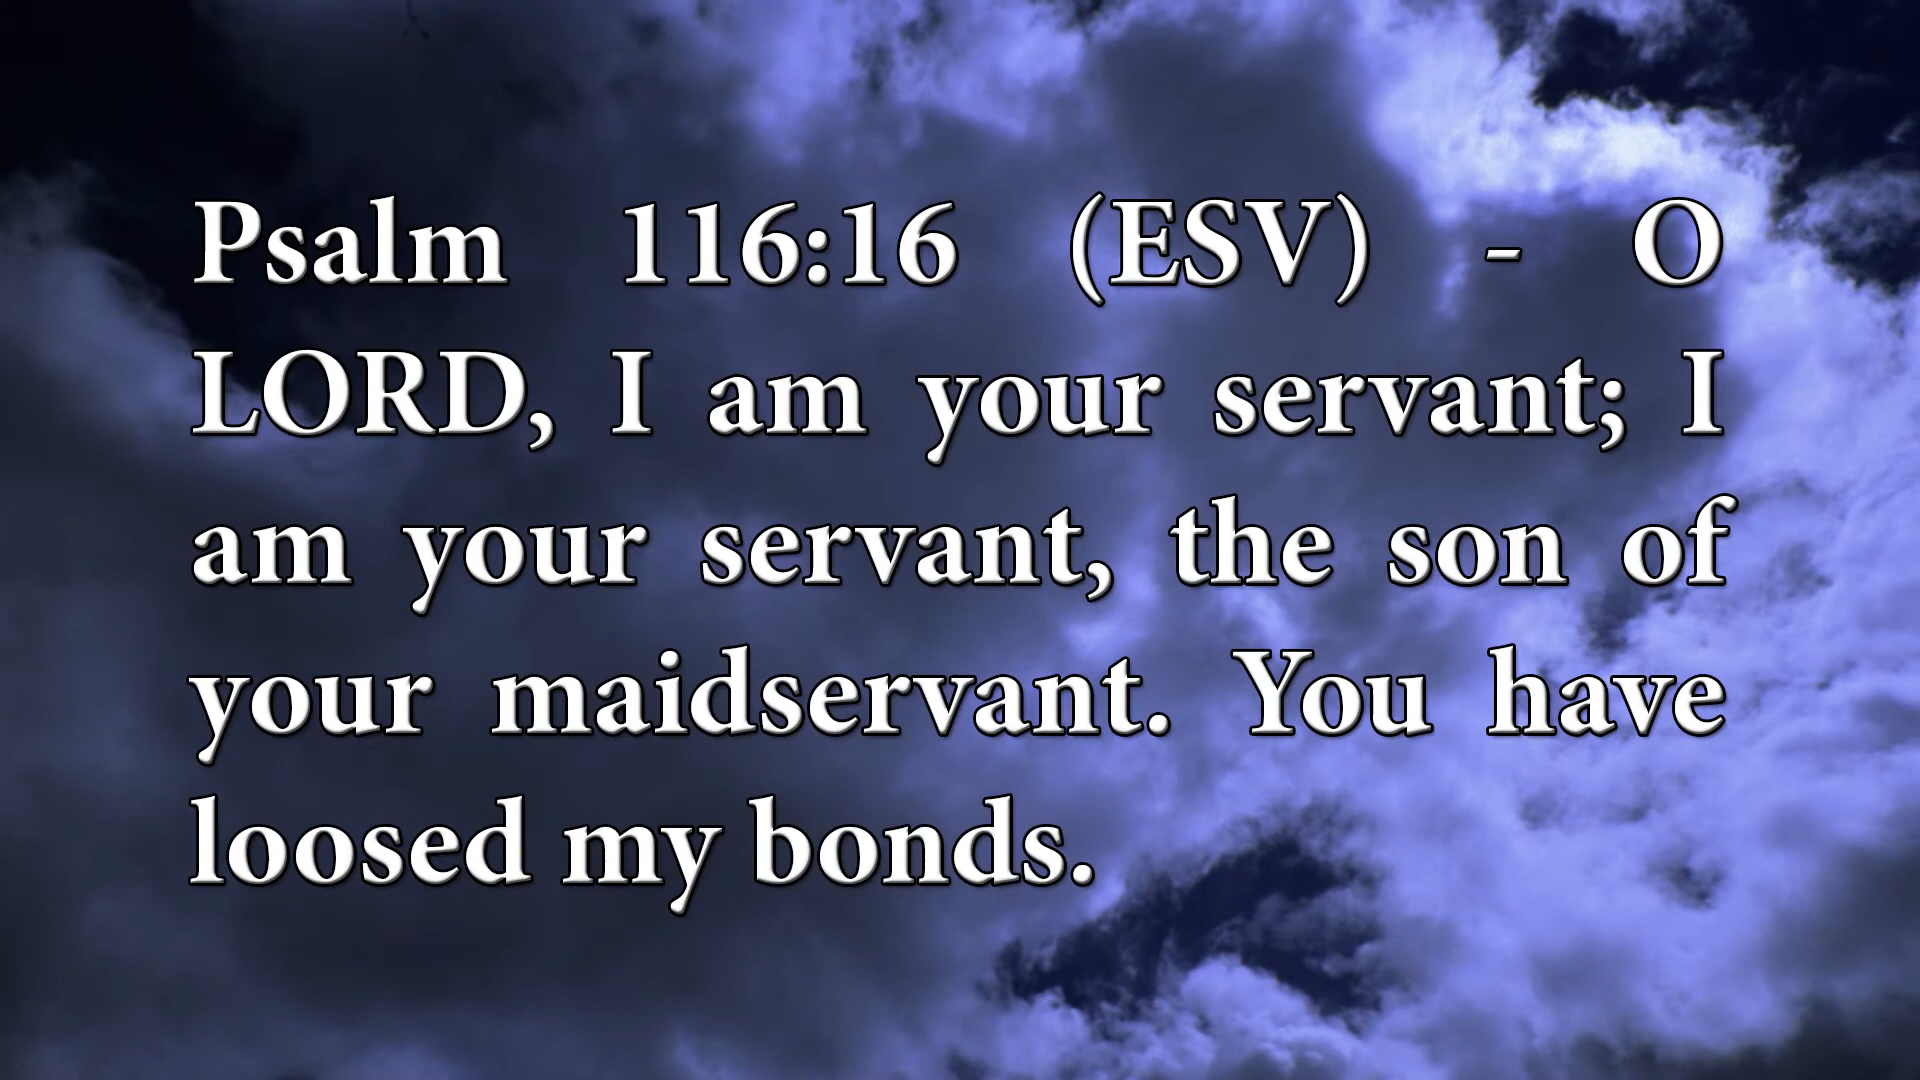 Psalm 116:16 (ESV) - O
LORD, I am your servant; I
am your servant, the son of
your maidservant. You have
loosed my bonds.